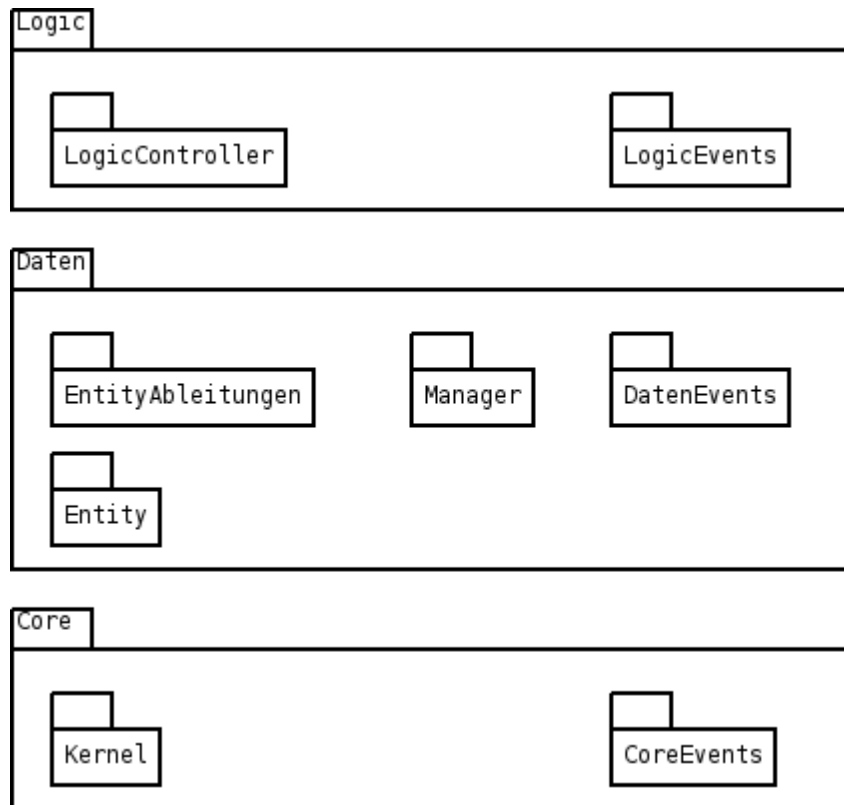 Logic
LogicController
LogicEvents
Daten
EntityAbleitungen
Manager
DatenEvents
Entity
Core
Kernel
CoreEvents